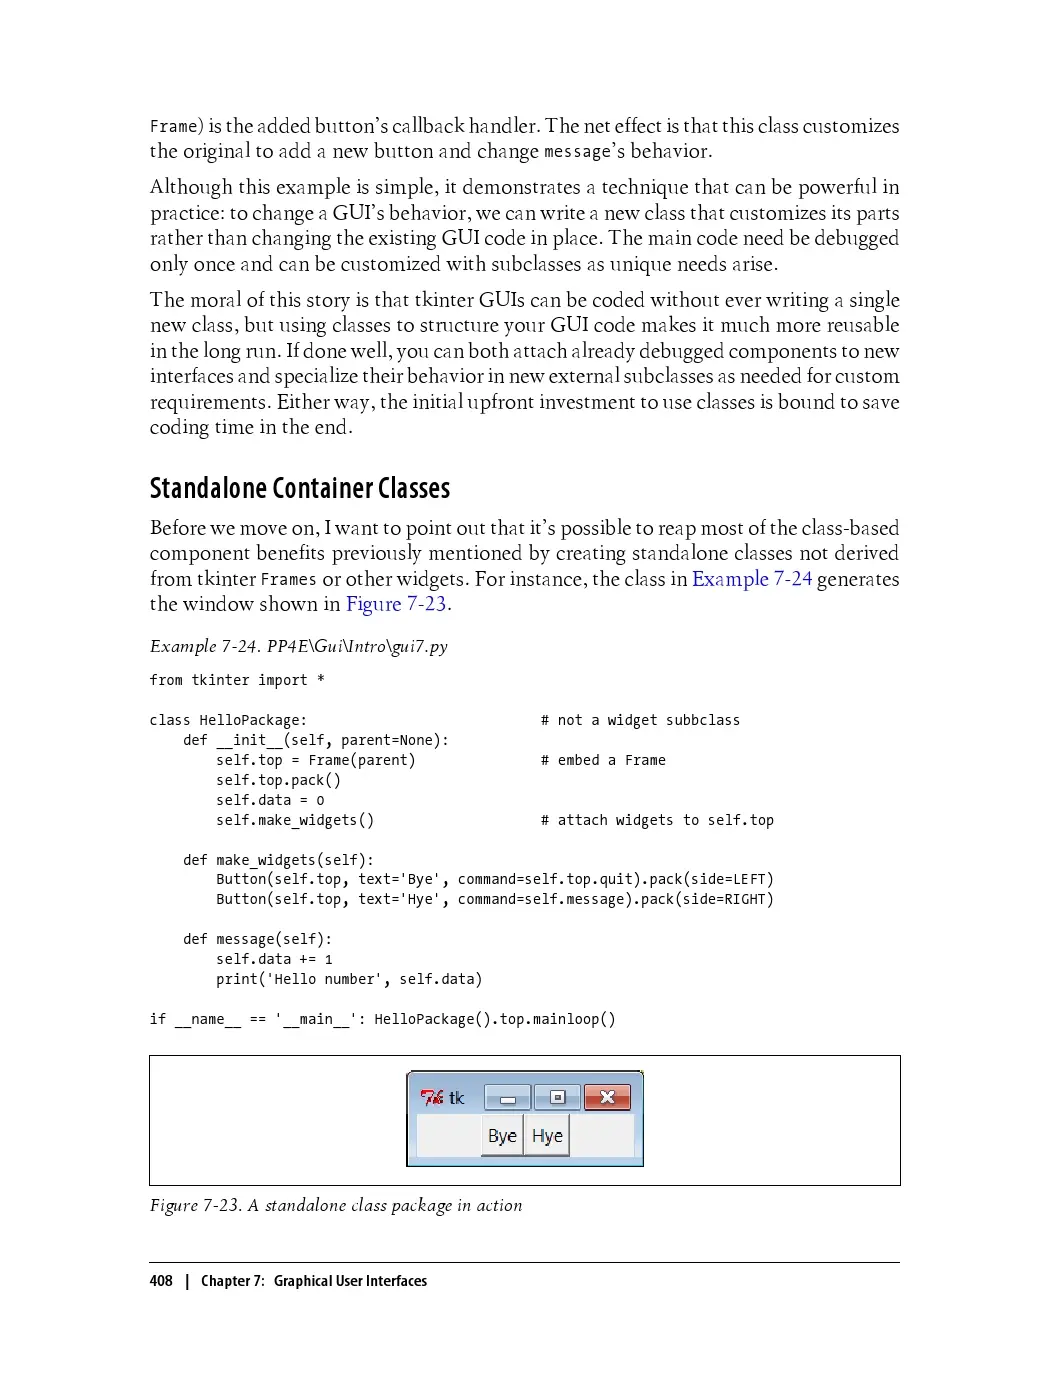 Frame) is the added button’s callback handler. The net effect is that this class customizes
the original to add a new button and change message’s behavior.
Although this example is simple, it demonstrates a technique that can be powerful in
practice: to change a GUI’s behavior, we can write a new class that customizes its parts
rather than changing the existing GUI code in place. The main code need be debugged
only once and can be customized with subclasses as unique needs arise.
The moral of this story is that tkinter GUIs can be coded without ever writing a single
new class, but using classes to structure your GUI code makes it much more reusable
in the long run. If done well, you can both attach already debugged components to new
interfaces and specialize their behavior in new external subclasses as needed for custom
requirements. Either way, the initial upfront investment to use classes is bound to save
coding time in the end.
Standalone Container Classes
Before we move on, I want to point out that it’s possible to reap most of the class-based
component benefits previously mentioned by creating standalone classes not derived
from tkinter Frames or other widgets. For instance, the class in Example 7-24 generates
the window shown in Figure 7-23.
Example 7-24. PP4E\Gui\Intro\gui7.py
from tkinter import *
class HelloPackage:                            # not a widget subbclass
    def __init__(self, parent=None):
        self.top = Frame(parent)               # embed a Frame
        self.top.pack()
        self.data = 0
        self.make_widgets()                    # attach widgets to self.top
    def make_widgets(self):
        Button(self.top, text='Bye', command=self.top.quit).pack(side=LEFT)
        Button(self.top, text='Hye', command=self.message).pack(side=RIGHT)
    def message(self):
        self.data += 1
        print('Hello number', self.data)
if __name__ == '__main__': HelloPackage().top.mainloop()
tk
Bye Hye
Figure 7-23. A standalone class package in action
408 | Chapter 7: Graphical User Interfaces